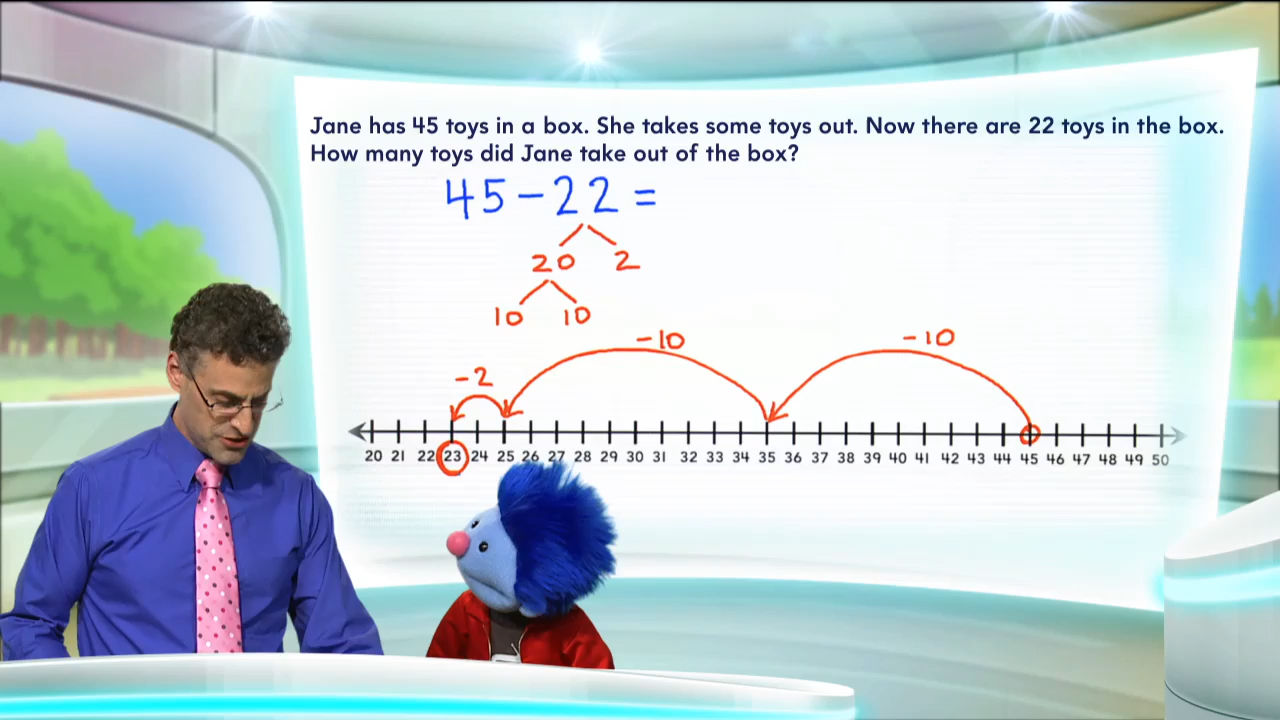 Jane has 45 toys in a box. She takes some toys out. Now there are 22 toys in the box.
How many toys did Jane take out of the box?
45-22=
20 2
10 10
-10 -10
-2
20 21 22 23 24 25 26 27 28 29 30 31 32 33 34 35 36 37 38 39 40 41 42 43 44 45 46 47 48 49 50